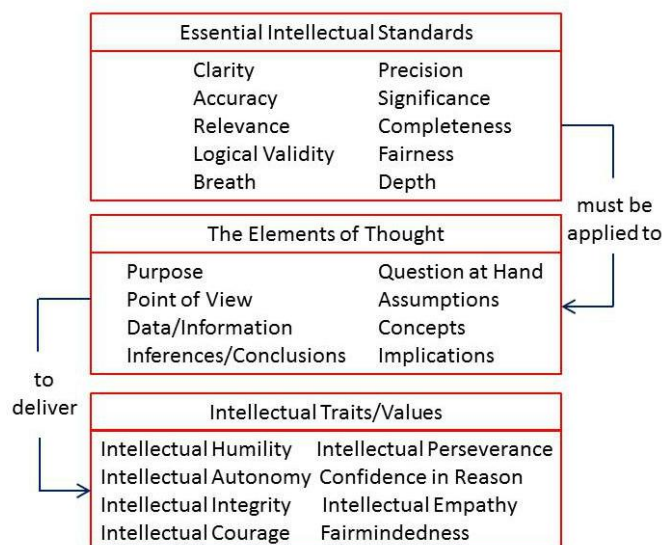 Essential Intellectual Standards
Clarity Precision
Accuracy Significance
Relevance Completeness
Logical Validity Fairness
Breath Depth
must be
applied to
The Elements of Thought
Purpose Question at Hand
Point of View Assumptions
Data/Information Concepts
Inferences/Conclusions Implications
to
deliver
Intellectual Traits/Values
Intellectual Humility Intellectual Perseverance
Intellectual Autonomy Confidence in Reason
Intellectual Integrity Intellectual Empathy
Intellectual Courage Fairmindedness